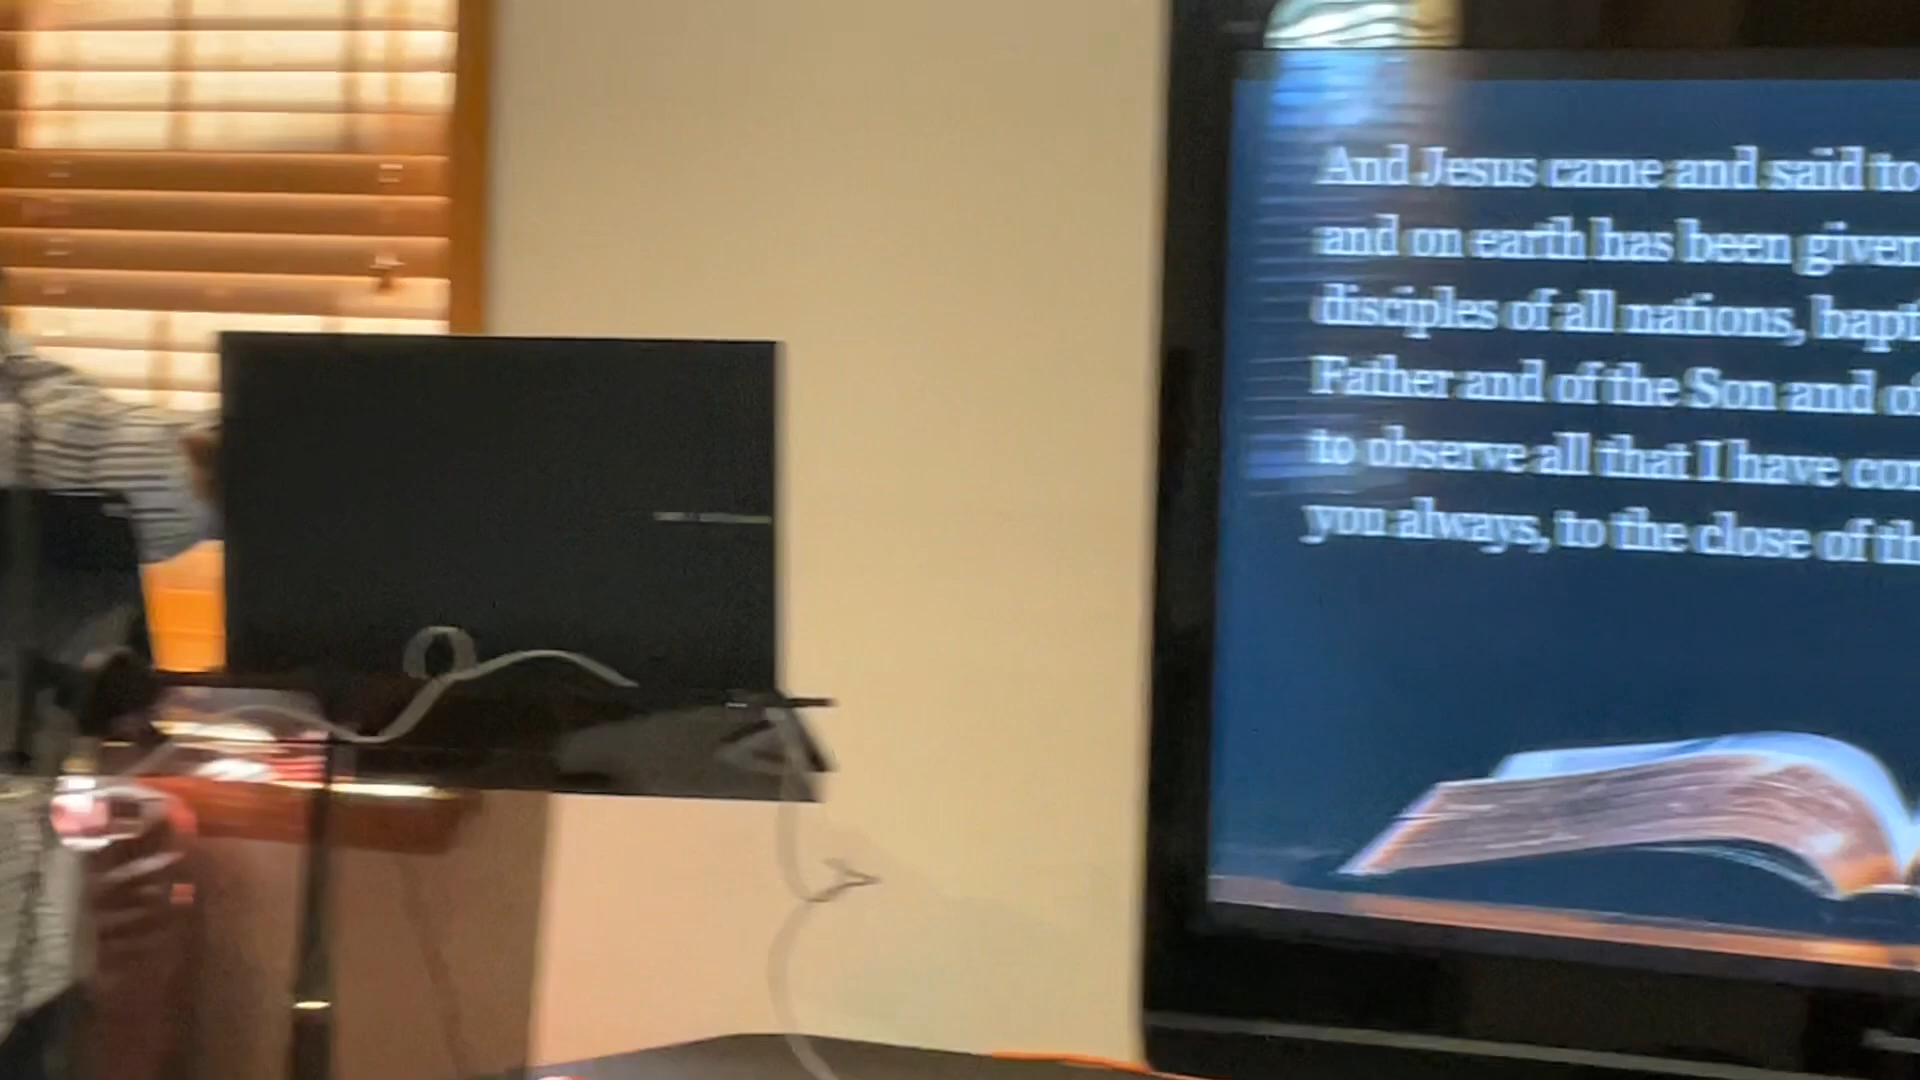 And Jesus came and said to
and on earth has been given
disciples of all nations, bapt
Father and of the Son and of
to observe all that I have com
you always, to the close of th